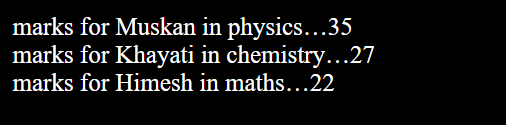 marks for Muskan in physics...35
marks for Khayati in chemistry...27
marks for Himesh in maths...22